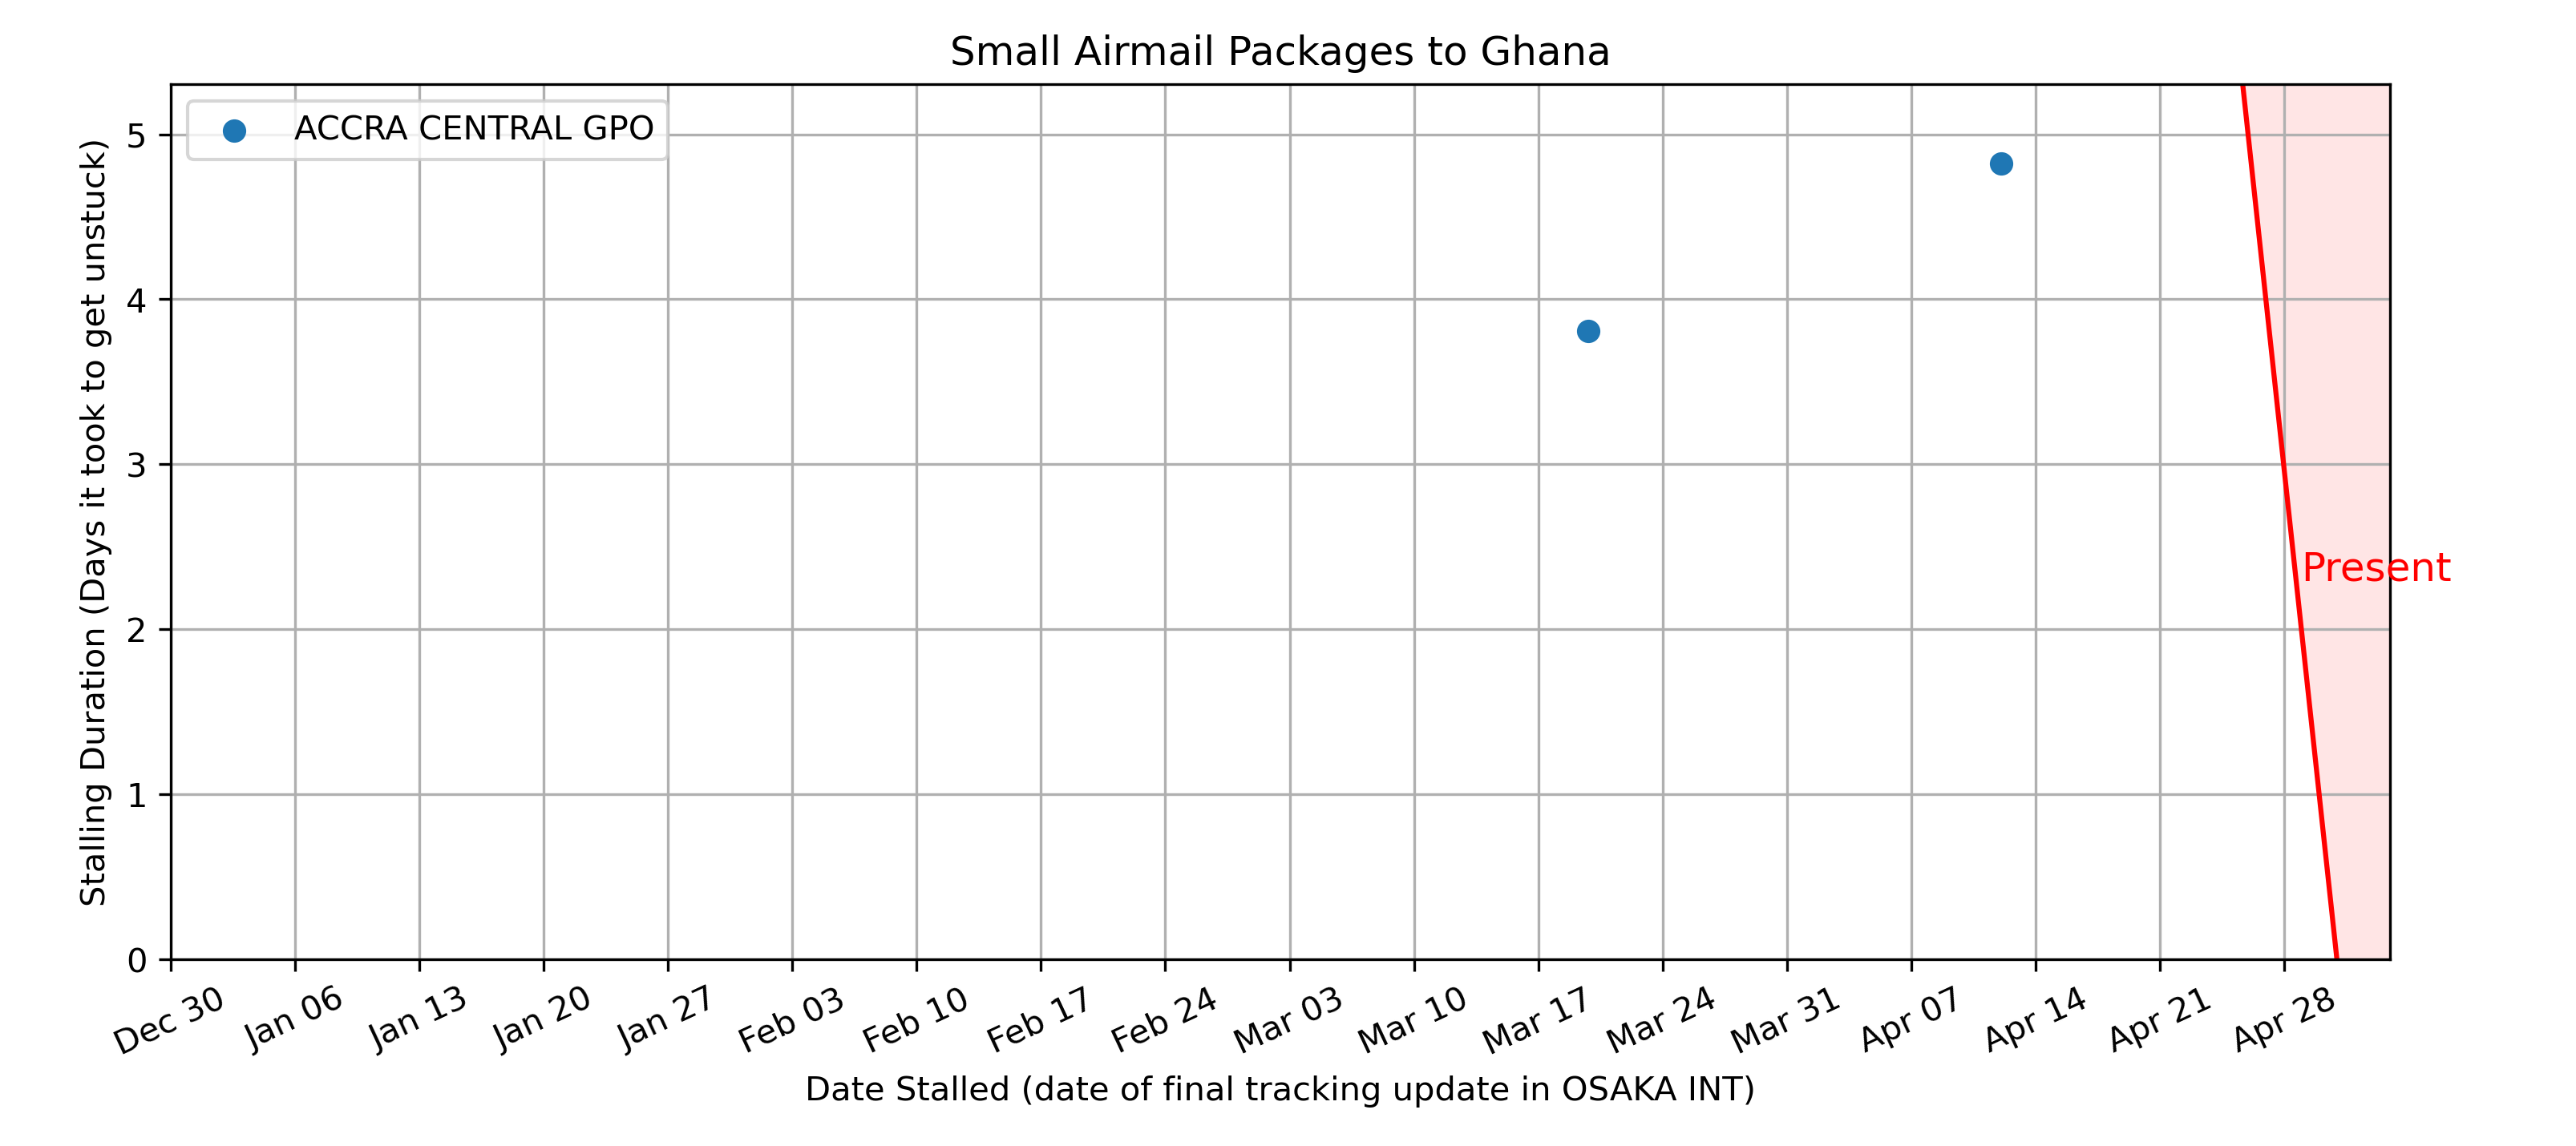 Small Airmail Packages to Ghana
ACCRA CENTRAL GPO
Stalling Duration (Days it took to get unstuck)
5
4
3
2
1
0
Present
Dec 30
Jan 06
Jan 13
Jan 20
Jan 27
Feb 03
Feb 10
Feb 17
Feb 24
Mar 03
Mar 10
Mar 17
Mar 24
Mar 31
Apr 07
Apr 14
Apr 21
Apr 28
Date Stalled (date of final tracking update in OSAKA INT)